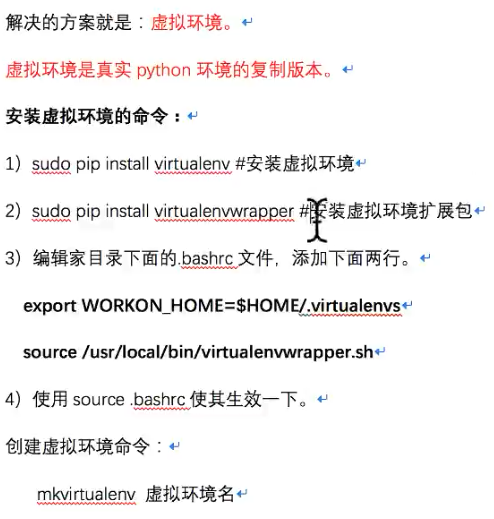 解决的方案就是：虚拟环境。
虚拟环境是真实 python 环境的复制版本。
安装虚拟环境的命令：
1）sudo pip install virtualenv #安装虚拟环境
2）sudo pip install virtualenvwrapper #安装虚拟环境扩展包
3）编辑家目录下面的.bashrc 文件，添加下面两行。
export WORKON_HOME=$HOME/.virtualenvs
source /usr/local/bin/virtualenvwrapper.sh
4）使用 source .bashrc 使其生效一下。
创建虚拟环境命令：
mkvirtualenv 虚拟环境名